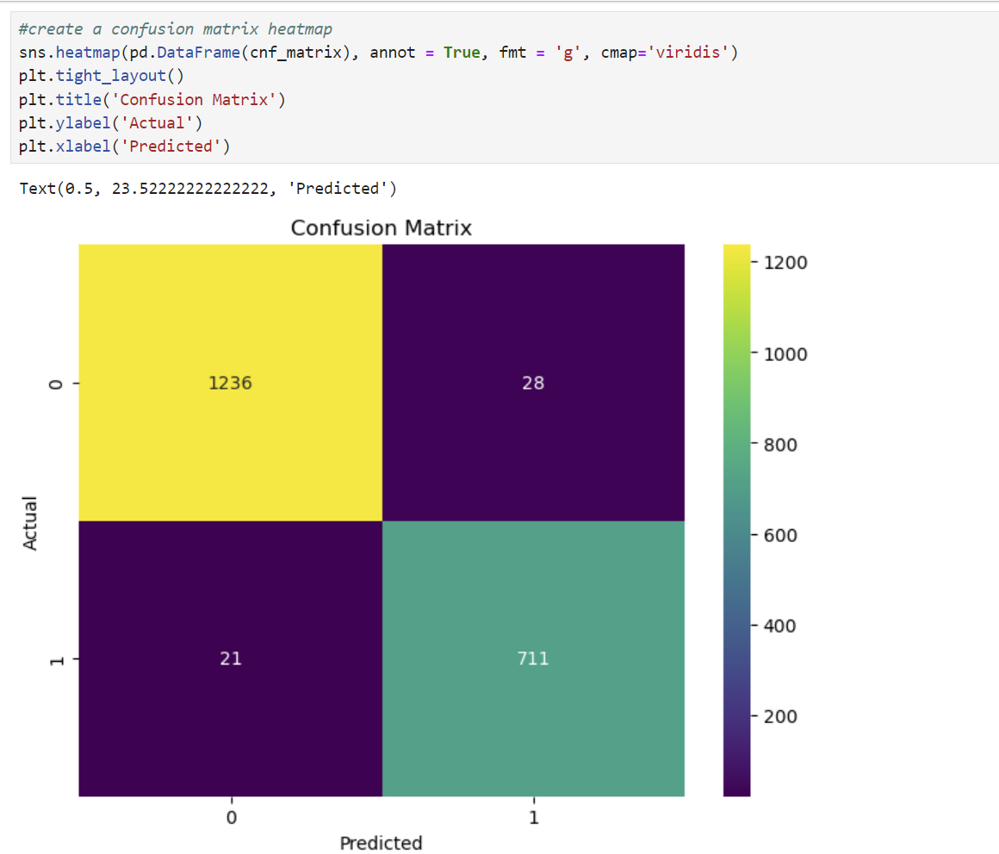 #create a confusion matrix heatmap
sns.heatmap(pd.DataFrame(cnf_matrix), annot = True, fmt = 'g', cmap='viridis')
plt.tight_layout()
plt.title('Confusion Matrix')
plt.ylabel('Actual')
plt.xlabel('Predicted')
Text(0.5, 23.52222222222222, 'Predicted')
Confusion Matrix
1200
1000
0
1236
28
800
Actual
600
400
1
21
711
200
0
1
Predicted